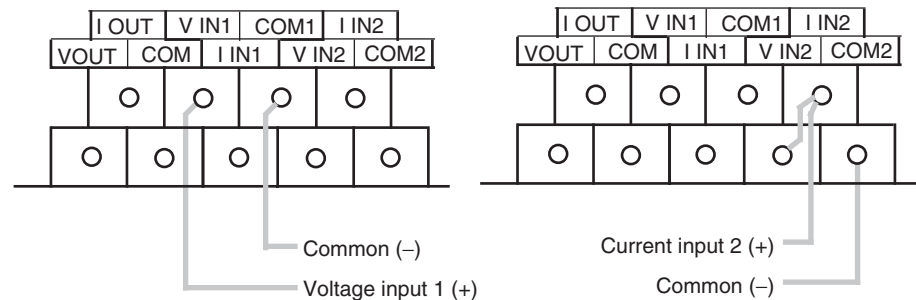 I OUT V IN1 COM1 I IN2
VOUT COM I IN1 V IN2 COM2
Common (–)
Voltage input 1 (+)
I OUT V IN1 COM1 I IN2
VOUT COM I IN1 V IN2 COM2
Current input 2 (+)
Common (–)